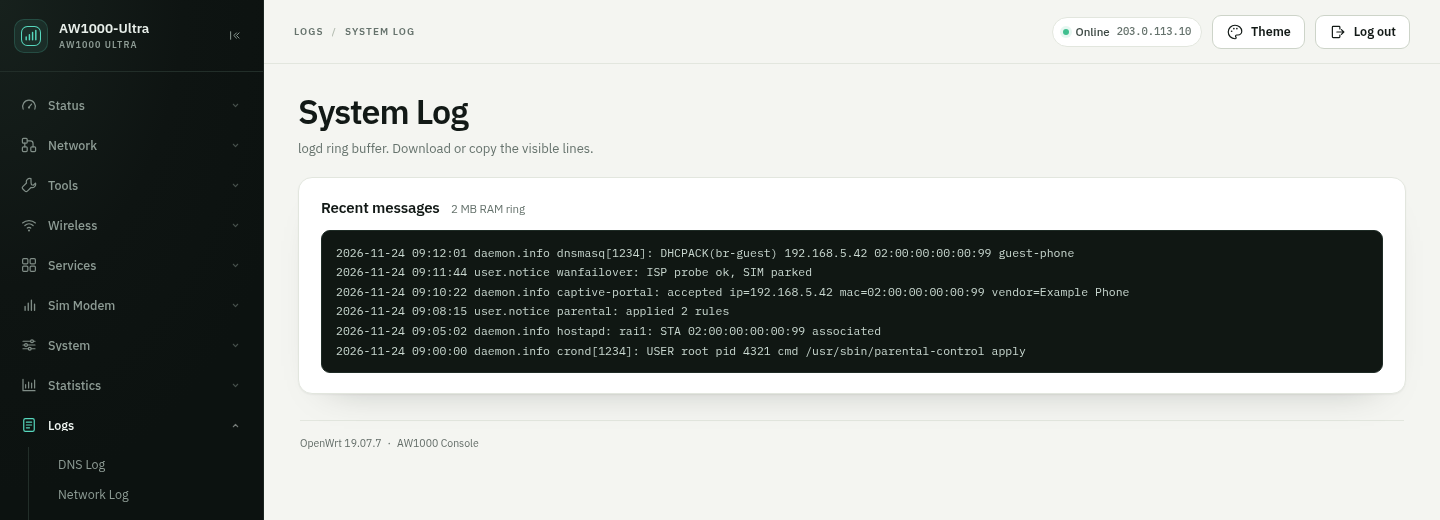 AW1000-Ultra
AW1000 ULTRA
Status
Network
Tools
Wireless
Services
Sim Modem
System
Statistics
Logs
DNS Log
Network Log
LOGS / SYSTEM LOG
Online 203.0.113.10
Theme
Log out
System Log
logd ring buffer. Download or copy the visible lines.
Recent messages 2 MB RAM ring
2026-11-24 09:12:01 daemon.info dnsmasq[1234]: DHCPACK(br-guest) 192.168.5.42 02:00:00:00:00:99 guest-phone
2026-11-24 09:11:44 user.notice wanfailover: ISP probe ok, SIM parked
2026-11-24 09:10:22 daemon.info captive-portal: accepted ip=192.168.5.42 mac=02:00:00:00:00:99 vendor=Example Phone
2026-11-24 09:08:15 user.notice parental: applied 2 rules
2026-11-24 09:05:02 daemon.info hostapd: rai1: STA 02:00:00:00:00:99 associated
2026-11-24 09:00:00 daemon.info crond[1234]: USER root pid 4321 cmd /usr/sbin/parental-control apply
OpenWrt 19.07.7 · AW1000 Console